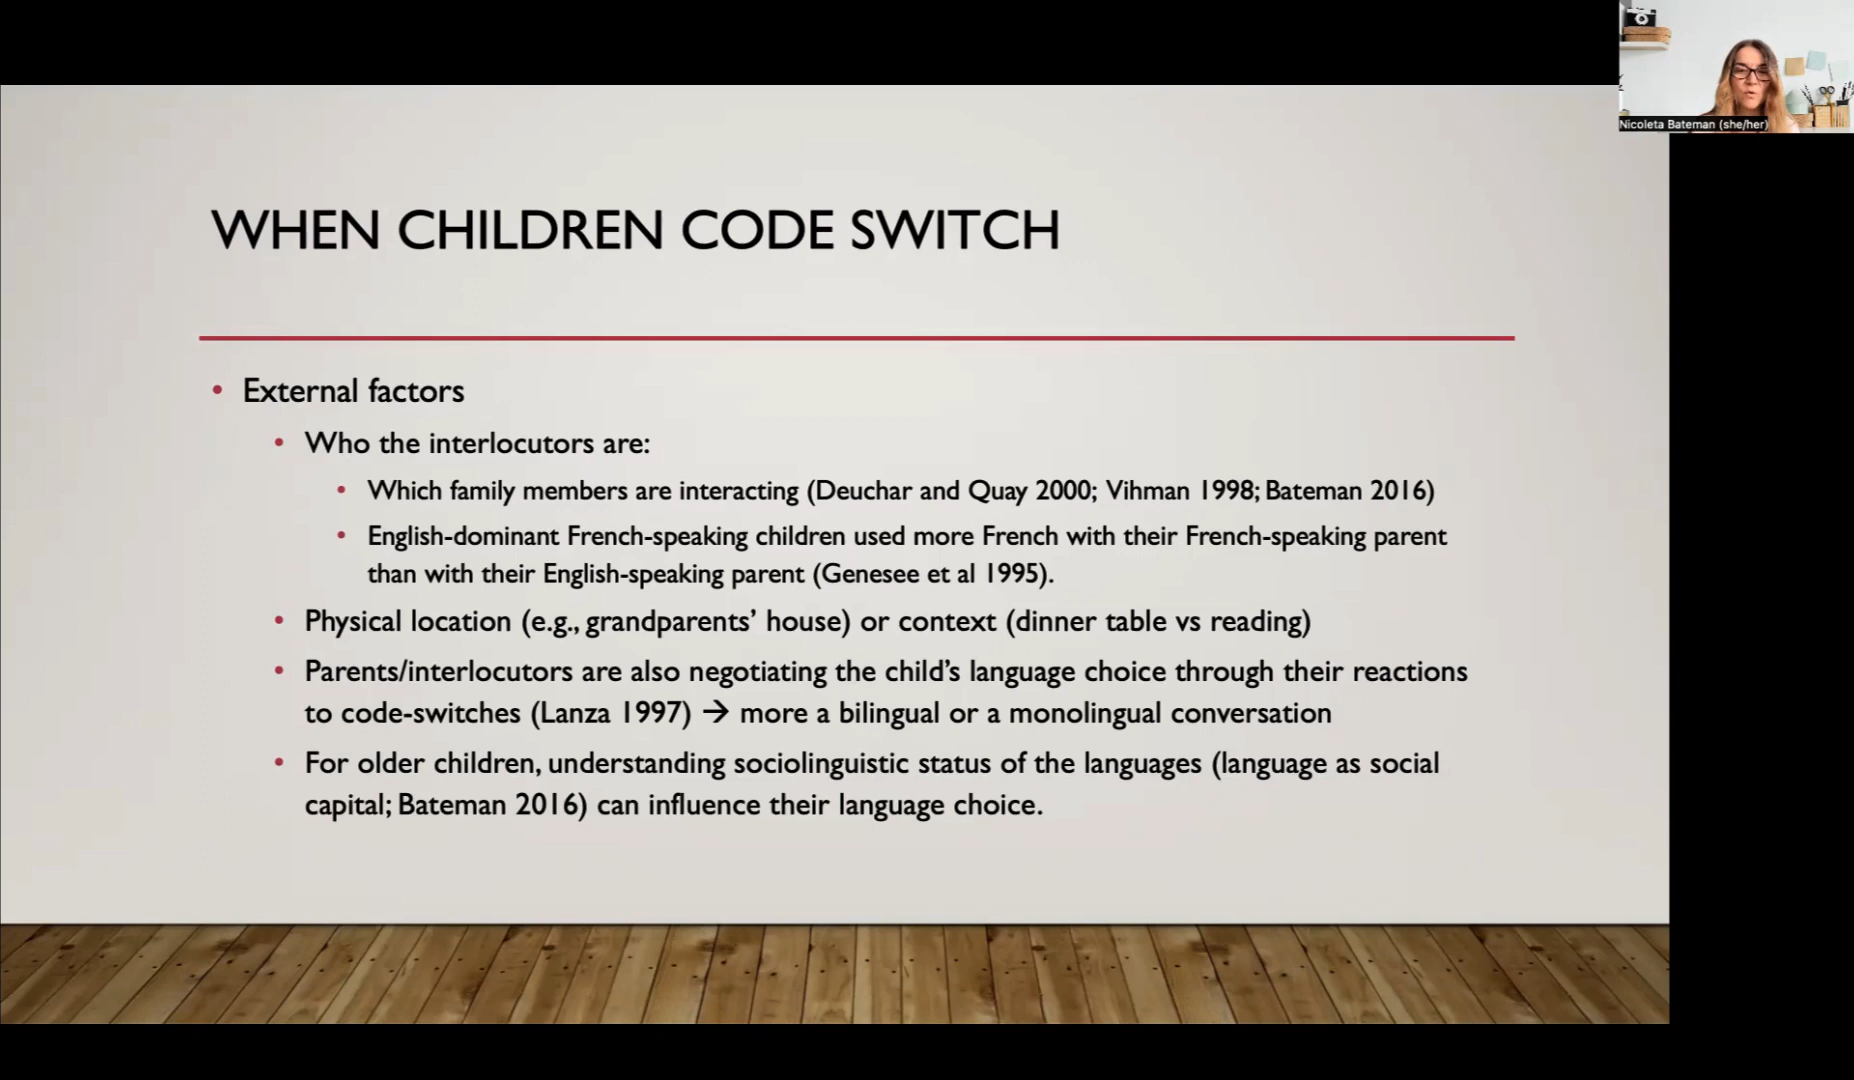 Nicoleta Bateman (she/her)
WHEN CHILDREN CODE SWITCH
• External factors
• Who the interlocutors are:
• Which family members are interacting (Deuchar and Quay 2000; Vihman 1998; Bateman 2016)
• English-dominant French-speaking children used more French with their French-speaking parent
than with their English-speaking parent (Genesee et al 1995).
• Physical location (e.g., grandparents’ house) or context (dinner table vs reading)
• Parents/interlocutors are also negotiating the child’s language choice through their reactions
to code-switches (Lanza 1997) → more a bilingual or a monolingual conversation
• For older children, understanding sociolinguistic status of the languages (language as social
capital; Bateman 2016) can influence their language choice.